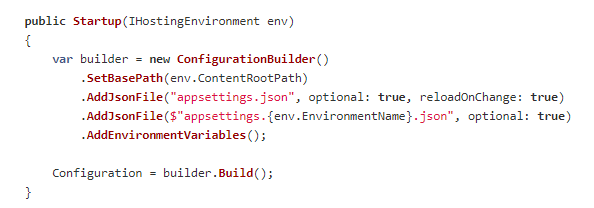 public Startup(IHostingEnvironment env)
{
    var builder = new ConfigurationBuilder()
        .SetBasePath(env.ContentRootPath)
        .AddJsonFile("appsettings.json", optional: true, reloadOnChange: true)
        .AddJsonFile($"appsettings.{env.EnvironmentName}.json", optional: true)
        .AddEnvironmentVariables();

    Configuration = builder.Build();
}